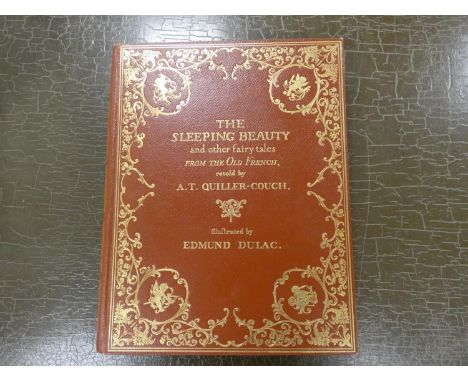 THE
SLEEPING BEAUTY
and other fairy tales
FROM THE OLD FRENCH,
retold by
A.T. QUILLER-COUCH.
illustrated by
EDMUND DULAC.